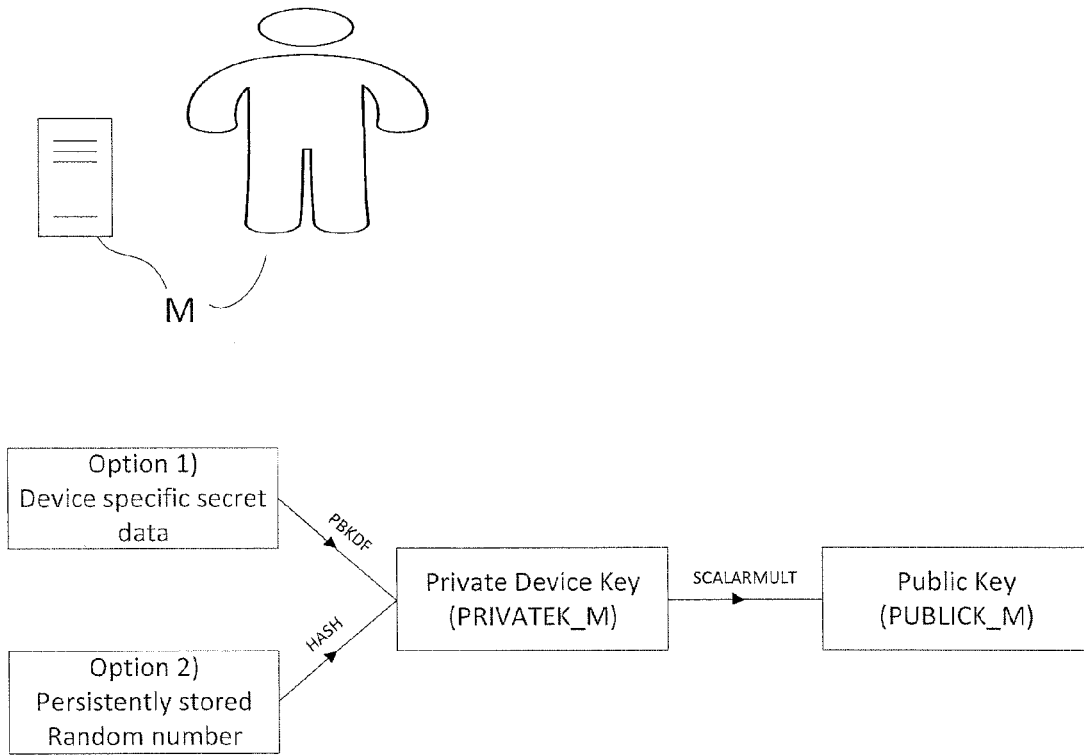 M
Option 1)
Device specific secret
data
PBKDF
Private Device Key
(PRIVATEK_M)
SCALARMULT
Public Key
(PUBLICK_M)
HASH
Option 2)
Persistently stored
Random number